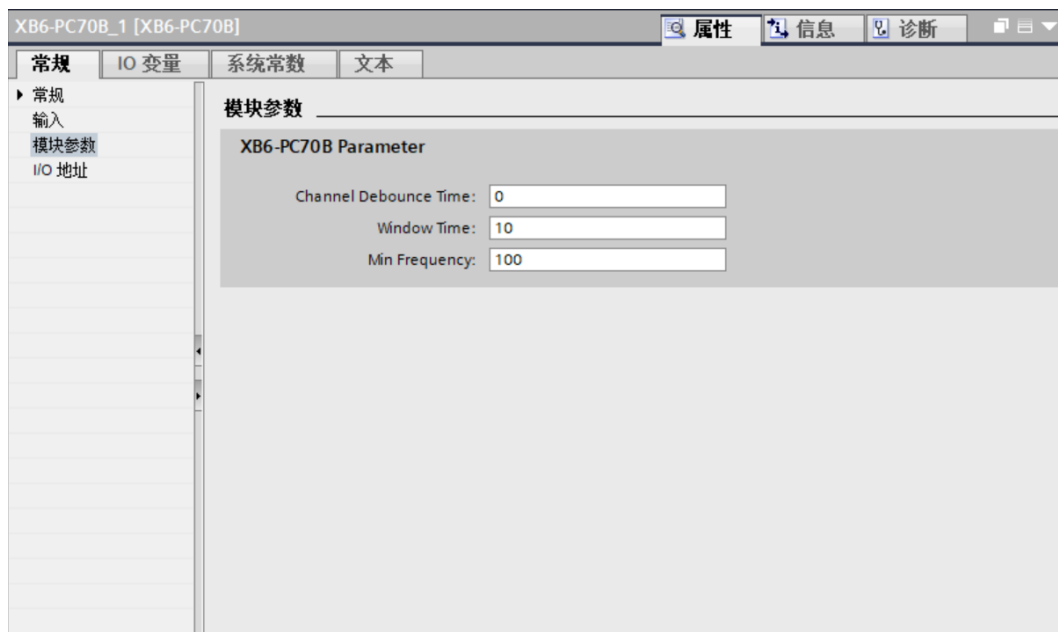 XB6-PC70B_1 [XB6-PC70B]
属性 信息 诊断
常规 IO 变量 系统常数 文本
常规
输入
模块参数
I/O 地址
模块参数
XB6-PC70B Parameter
Channel Debounce Time: 0
Window Time: 10
Min Frequency: 100